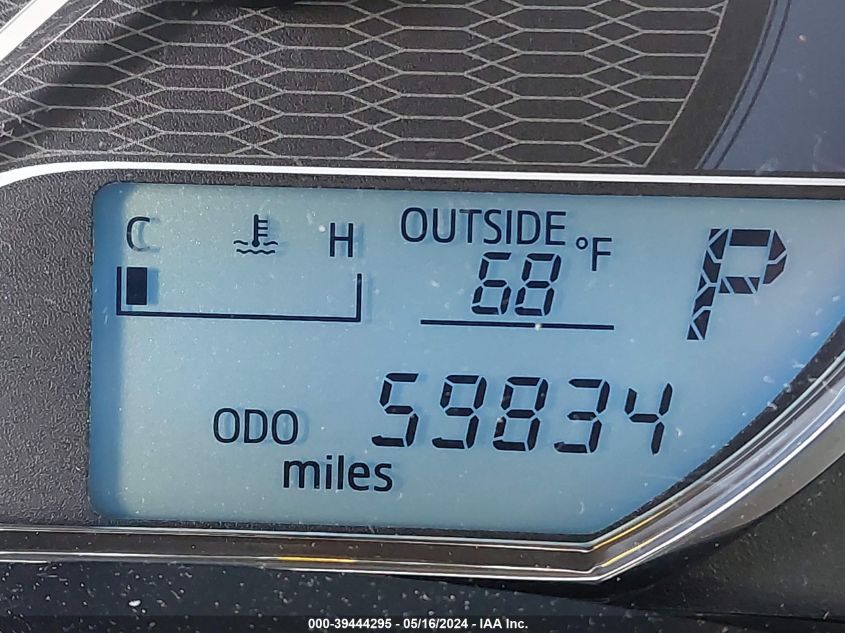 C H OUTSIDE °F
68
P
ODO 59834
miles
000-39444295 - 05/16/2024 - IAA Inc.